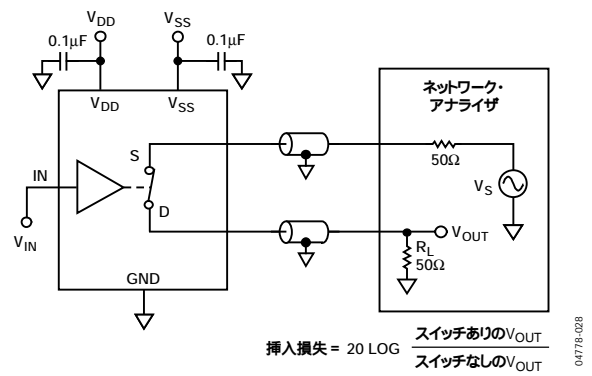 VDD
VSS
0.1µF
0.1µF
VDD
VSS
ネットワーク・
アナライザ
S
50Ω
IN
VS
D
VOUT
VIN
RL
50Ω
GND
挿入損失 = 20 LOG
スイッチありのVOUT
スイッチなしのVOUT
04778-028